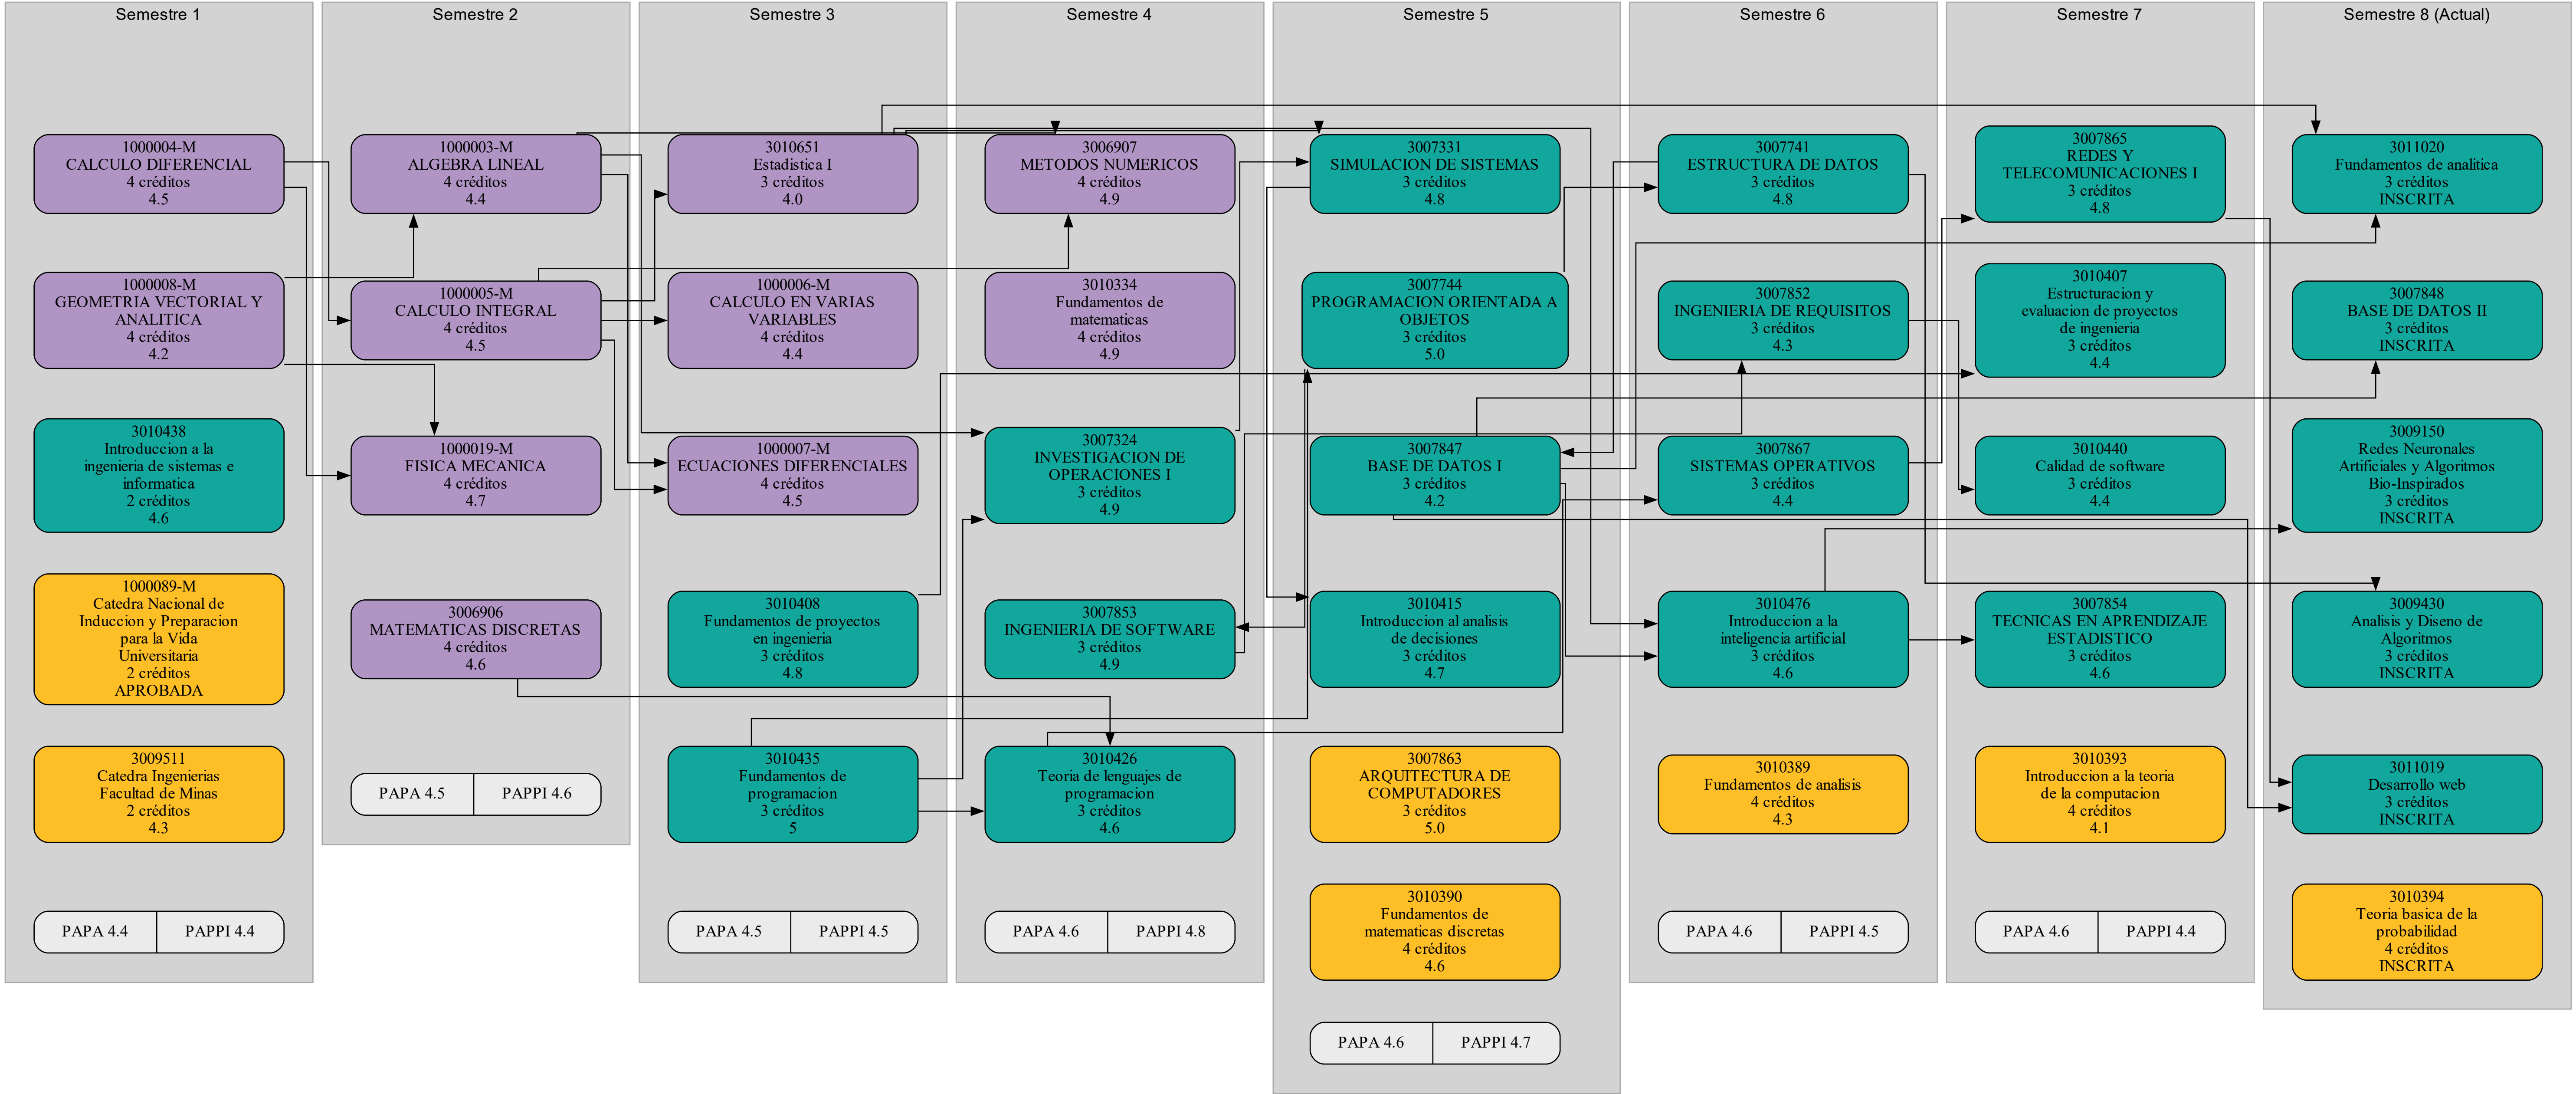 Semestre 1
1000004-M
CALCULO DIFERENCIAL
4 créditos
4.5
1000008-M
GEOMETRIA VECTORIAL Y
ANALITICA
4 créditos
4.2
3010438
Introduccion a la
ingenieria de sistemas e
informatica
2 créditos
4.6
1000089-M
Catedra Nacional de
Induccion y Preparacion
para la Vida
Universitaria
2 créditos
APROBADA
3009511
Catedra Ingenierias
Facultad de Minas
2 créditos
4.3
PAPA 4.4 PAPPI 4.4
Semestre 2
1000003-M
ALGEBRA LINEAL
4 créditos
4.4
1000005-M
CALCULO INTEGRAL
4 créditos
4.5
1000019-M
FISICA MECANICA
4 créditos
4.7
3006906
MATEMATICAS DISCRETAS
4 créditos
4.6
PAPA 4.5 PAPPI 4.6
Semestre 3
3010651
Estadistica I
3 créditos
4.0
1000006-M
CALCULO EN VARIAS
VARIABLES
4 créditos
4.4
1000007-M
ECUACIONES DIFERENCIALES
4 créditos
4.5
3010408
Fundamentos de proyectos
en ingenieria
3 créditos
4.8
3010435
Fundamentos de
programacion
3 créditos
5
PAPA 4.5 PAPPI 4.5
Semestre 4
3006907
METODOS NUMERICOS
4 créditos
4.9
3010334
Fundamentos de
matematicas
4 créditos
4.9
3007324
INVESTIGACION DE
OPERACIONES I
3 créditos
4.9
3007853
INGENIERIA DE SOFTWARE
3 créditos
4.9
3010426
Teoria de lenguajes de
programacion
3 créditos
4.6
PAPA 4.6 PAPPI 4.8
Semestre 5
3007331
SIMULACION DE SISTEMAS
3 créditos
4.8
3007744
PROGRAMACION ORIENTADA A
OBJETOS
3 créditos
5.0
3007847
BASE DE DATOS I
3 créditos
4.2
3010415
Introduccion al analisis
de decisiones
3 créditos
4.7
3007863
ARQUITECTURA DE
COMPUTADORES
3 créditos
5.0
3010390
Fundamentos de
matematicas discretas
4 créditos
4.6
PAPA 4.6 PAPPI 4.7
Semestre 6
3007741
ESTRUCTURA DE DATOS
3 créditos
4.8
3007852
INGENIERIA DE REQUISITOS
3 créditos
4.3
3007867
SISTEMAS OPERATIVOS
3 créditos
4.4
3010476
Introduccion a la
inteligencia artificial
3 créditos
4.6
3010389
Fundamentos de analisis
4 créditos
4.3
PAPA 4.6 PAPPI 4.5
Semestre 7
3007865
REDES Y
TELECOMUNICACIONES I
3 créditos
4.8
3010407
Estructuracion y
evaluacion de proyectos
de ingenieria
3 créditos
4.4
3010440
Calidad de software
3 créditos
4.4
3007854
TECNICAS EN APRENDIZAJE
ESTADISTICO
3 créditos
4.6
3010393
Introduccion a la teoria
de la computacion
4 créditos
4.1
PAPA 4.6 PAPPI 4.4
Semestre 8 (Actual)
3011020
Fundamentos de analitica
3 créditos
INSCRITA
3007848
BASE DE DATOS II
3 créditos
INSCRITA
3009150
Redes Neuronales
Artificiales y Algoritmos
Bio-Inspirados
3 créditos
INSCRITA
3009430
Analisis y Diseno de
Algoritmos
3 créditos
INSCRITA
3011019
Desarrollo web
3 créditos
INSCRITA
3010394
Teoria basica de la
probabilidad
4 créditos
INSCRITA